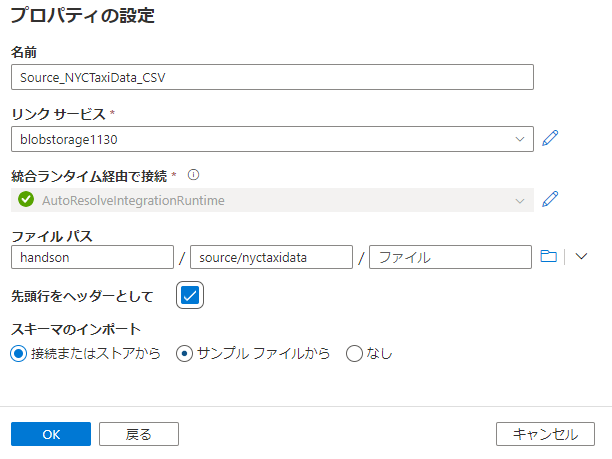 プロパティの設定
名前
Source_NYCTaxiData_CSV
リンク サービス *
blobstorage1130
統合ランタイム経由で接続 *
AutoResolveIntegrationRuntime
ファイル パス
handson / source/nyctaxidata / ファイル
先頭行をヘッダーとして
スキーマのインポート
接続またはストアから サンプル ファイルから なし
OK 戻る キャンセル